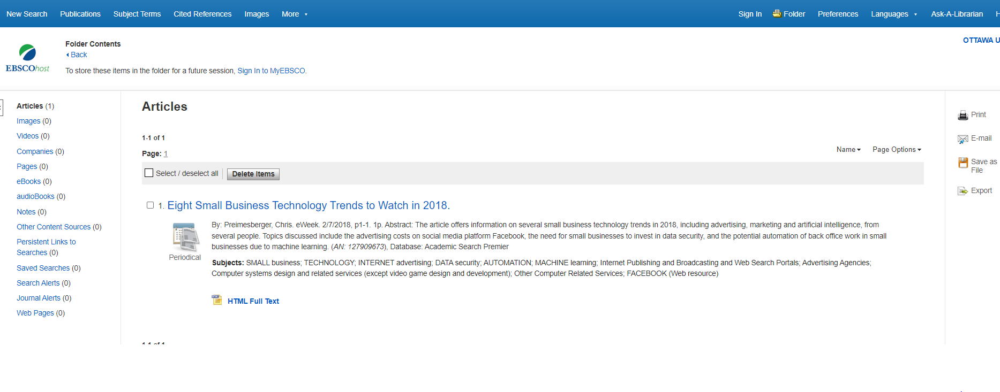 New Search Publications Subject Terms Cited References Images More Sign In Folder Preferences Languages Ask-A-Librarian H
OTTAWA U
EBSCOhost
Folder Contents
Back
To store these items in the folder for a future session, Sign In to MyEBSCO.
Articles (1)
Images (0)
Videos (0)
Companies (0)
Pages (0)
eBooks (0)
audioBooks (0)
Notes (0)
Other Content Sources (0)
Persistent Links to
Searches (0)
Saved Searches (0)
Search Alerts (0)
Journal Alerts (0)
Web Pages (0)
Articles
1-1 of 1
Page: 1
Name Page Options
Select / deselect all Delete Items
1. Eight Small Business Technology Trends to Watch in 2018.
Periodical
By: Preimesberger, Chris. eWeek. 2/7/2018, p1-1. 1p. Abstract: The article offers information on several small business technology trends in 2018, including advertising, marketing and artificial intelligence, from
several people. Topics discussed include the advertising costs on social media platform Facebook, the need for small businesses to invest in data security, and the potential automation of back office work in small
businesses due to machine learning. (AN: 127909673), Database: Academic Search Premier
Subjects: SMALL business; TECHNOLOGY; INTERNET advertising; DATA security; AUTOMATION; MACHINE learning; Internet Publishing and Broadcasting and Web Search Portals; Advertising Agencies;
Computer systems design and related services (except video game design and development); Other Computer Related Services; FACEBOOK (Web resource)
HTML Full Text
1-1 of 1
Print
E-mail
Save as
File
Export